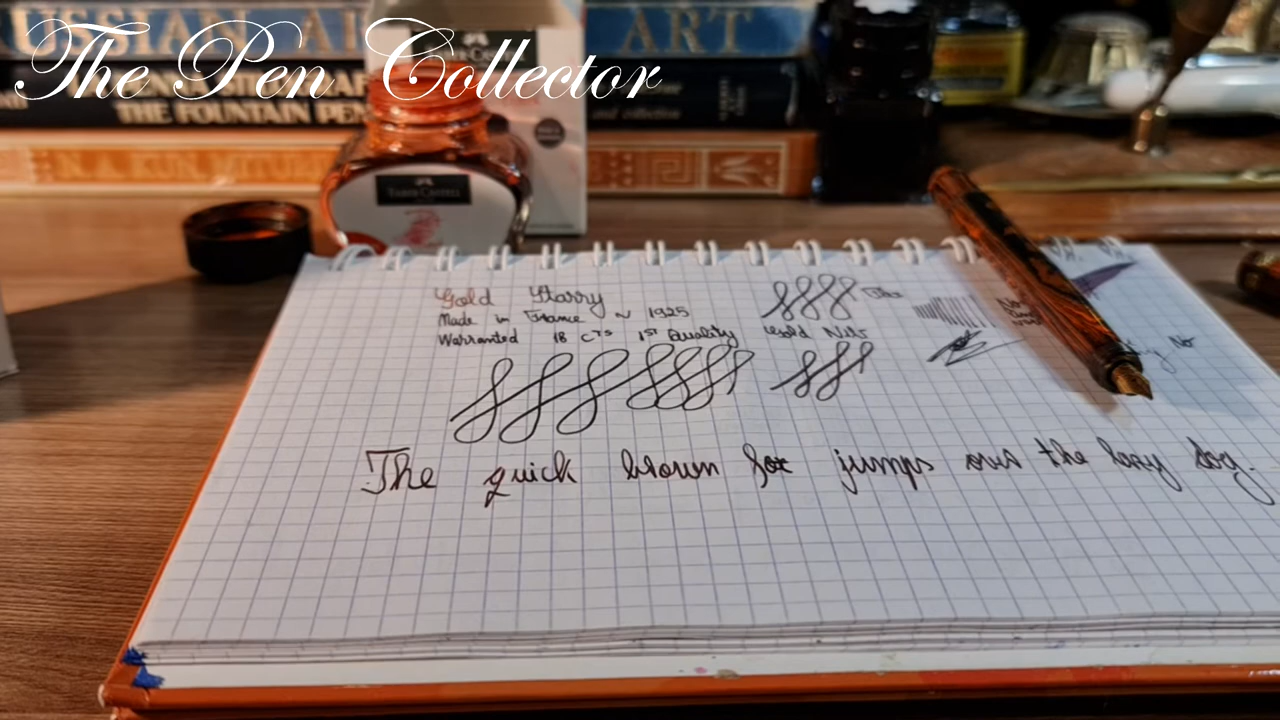 The Pen Collector
RUSSIAN
ART
THE FOUNTAIN PEN
FABER-CASTELL
Gold Starry
Made in France ~ 1925
Warranted 18 cts 1st Quality
Gold Nib
The quick brown fox jumps over the lazy dog.